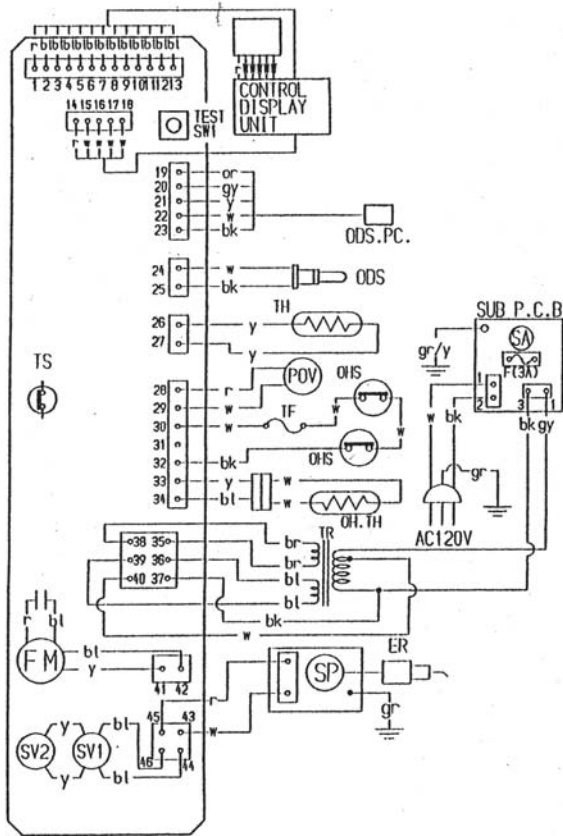 r bl bl bl bl bl bl bl bl bl bl bl bl
1 2 3 4 5 6 7 8 9 10 11 12 13
14 15 16 17 18
r w w w w
TEST
SW1
r w w w w
CONTROL
DISPLAY
UNIT
19 or
20 gy
21 y
22 w
23 bk
ODS.PC.
24 w
25 bk
ODS
TH
26 y
27 y
SUB P.C.B
SA
F(3A)
gr/y
1
2
3 1
bk gy
w bk
gr
AC120V
TS
28 r
29 w
30 w
31
32 bk
33 y
34 bl
POV
OHS
TF
w
w
OHS
w
w
OH.TH
38 35
39 36
40 37
br
br
bl
bl
TR
bk
w
r bl
FM
bl
y
41 42
SP
ER
r
w
gr
45 43
46 44
SV2
y
y
SV1
bl
bl